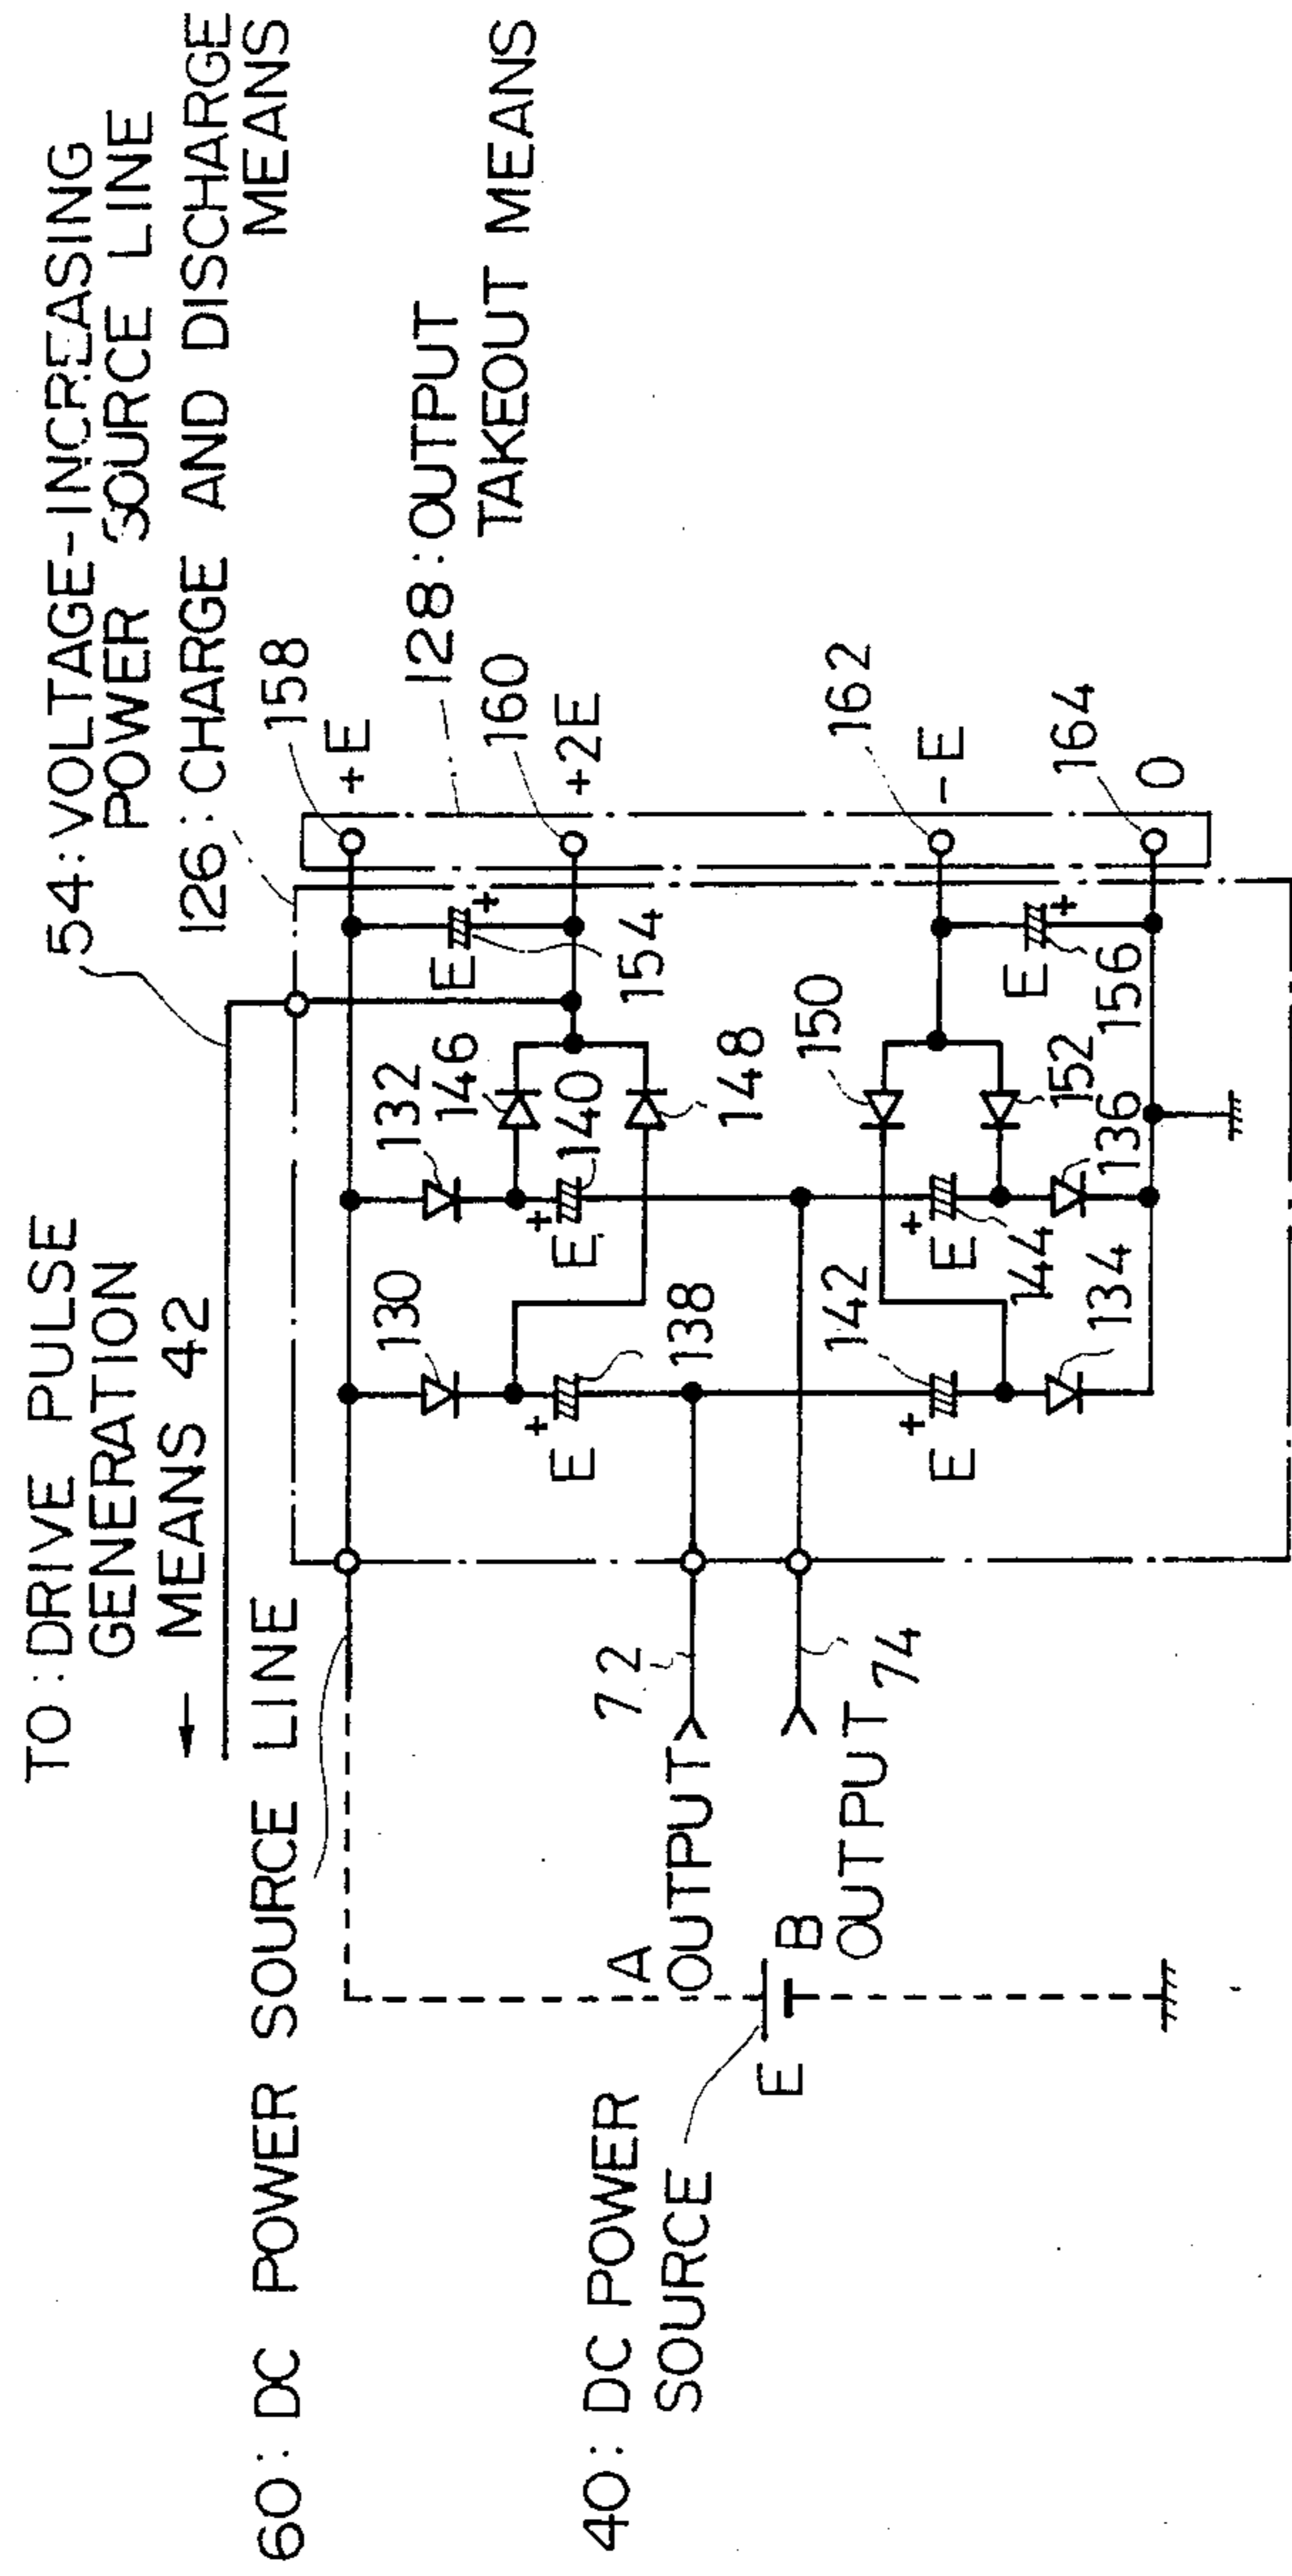 TO : DRIVE PULSE
GENERATION
MEANS 42
54 : VOLTAGE-INCREASING
POWER SOURCE LINE
126 : CHARGE AND DISCHARGE
MEANS
60 : DC POWER SOURCE LINE
158
+E
128 : OUTPUT
TAKEOUT MEANS
160
+2E
162
-E
164
0
130
132
146
140
E
+
154
E
+
148
138
E
+
150
142
E
+
144
E
+
152
136
134
156
E
+
72
A
OUTPUT
74
B
OUTPUT
40 : DC POWER
SOURCE
E